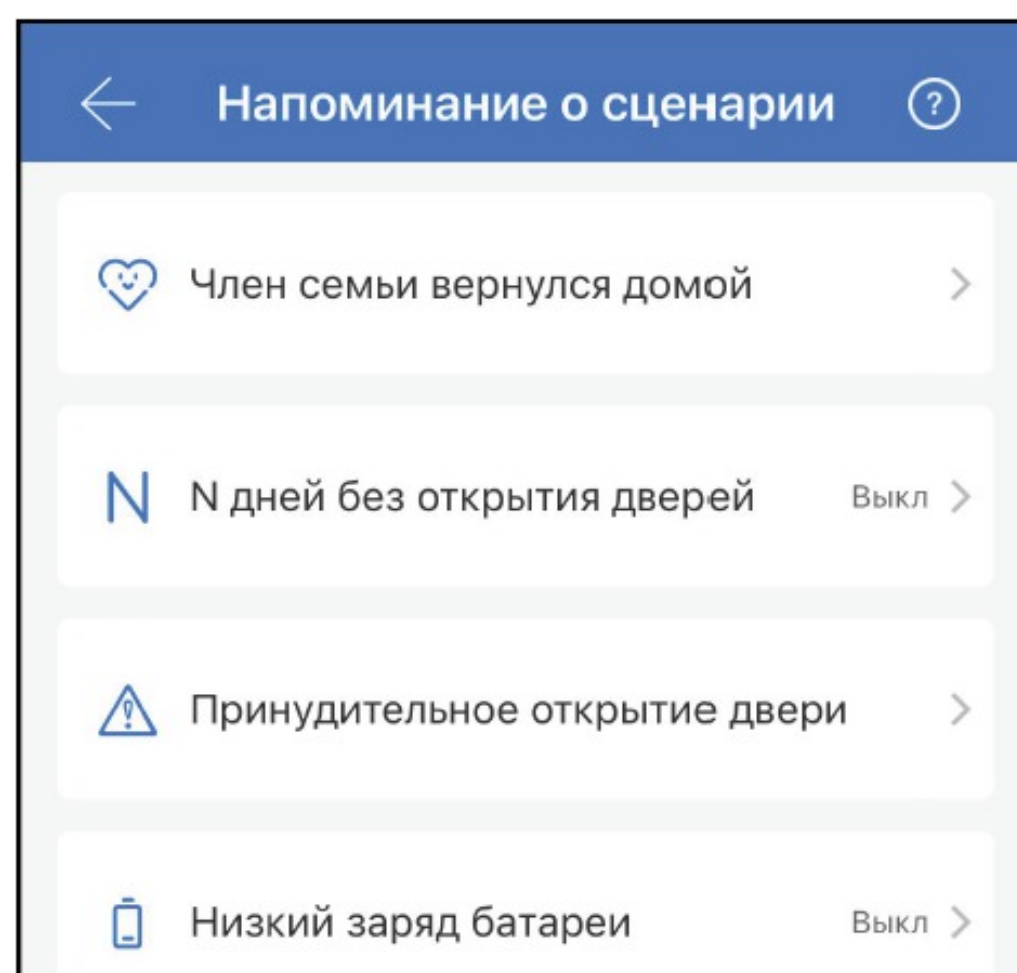 Напоминание о сценарии ?
Член семьи вернулся домой
N N дней без открытия дверей Выкл
Принудительное открытие двери
Низкий заряд батареи Выкл